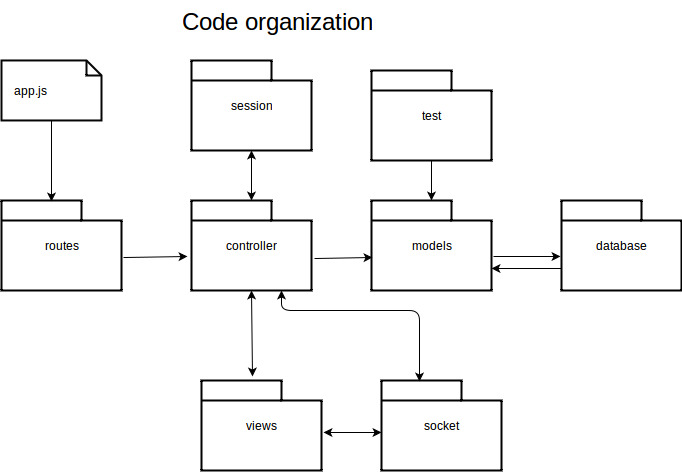 Code organization
app.js
session
test
routes
controller
models
database
views
socket